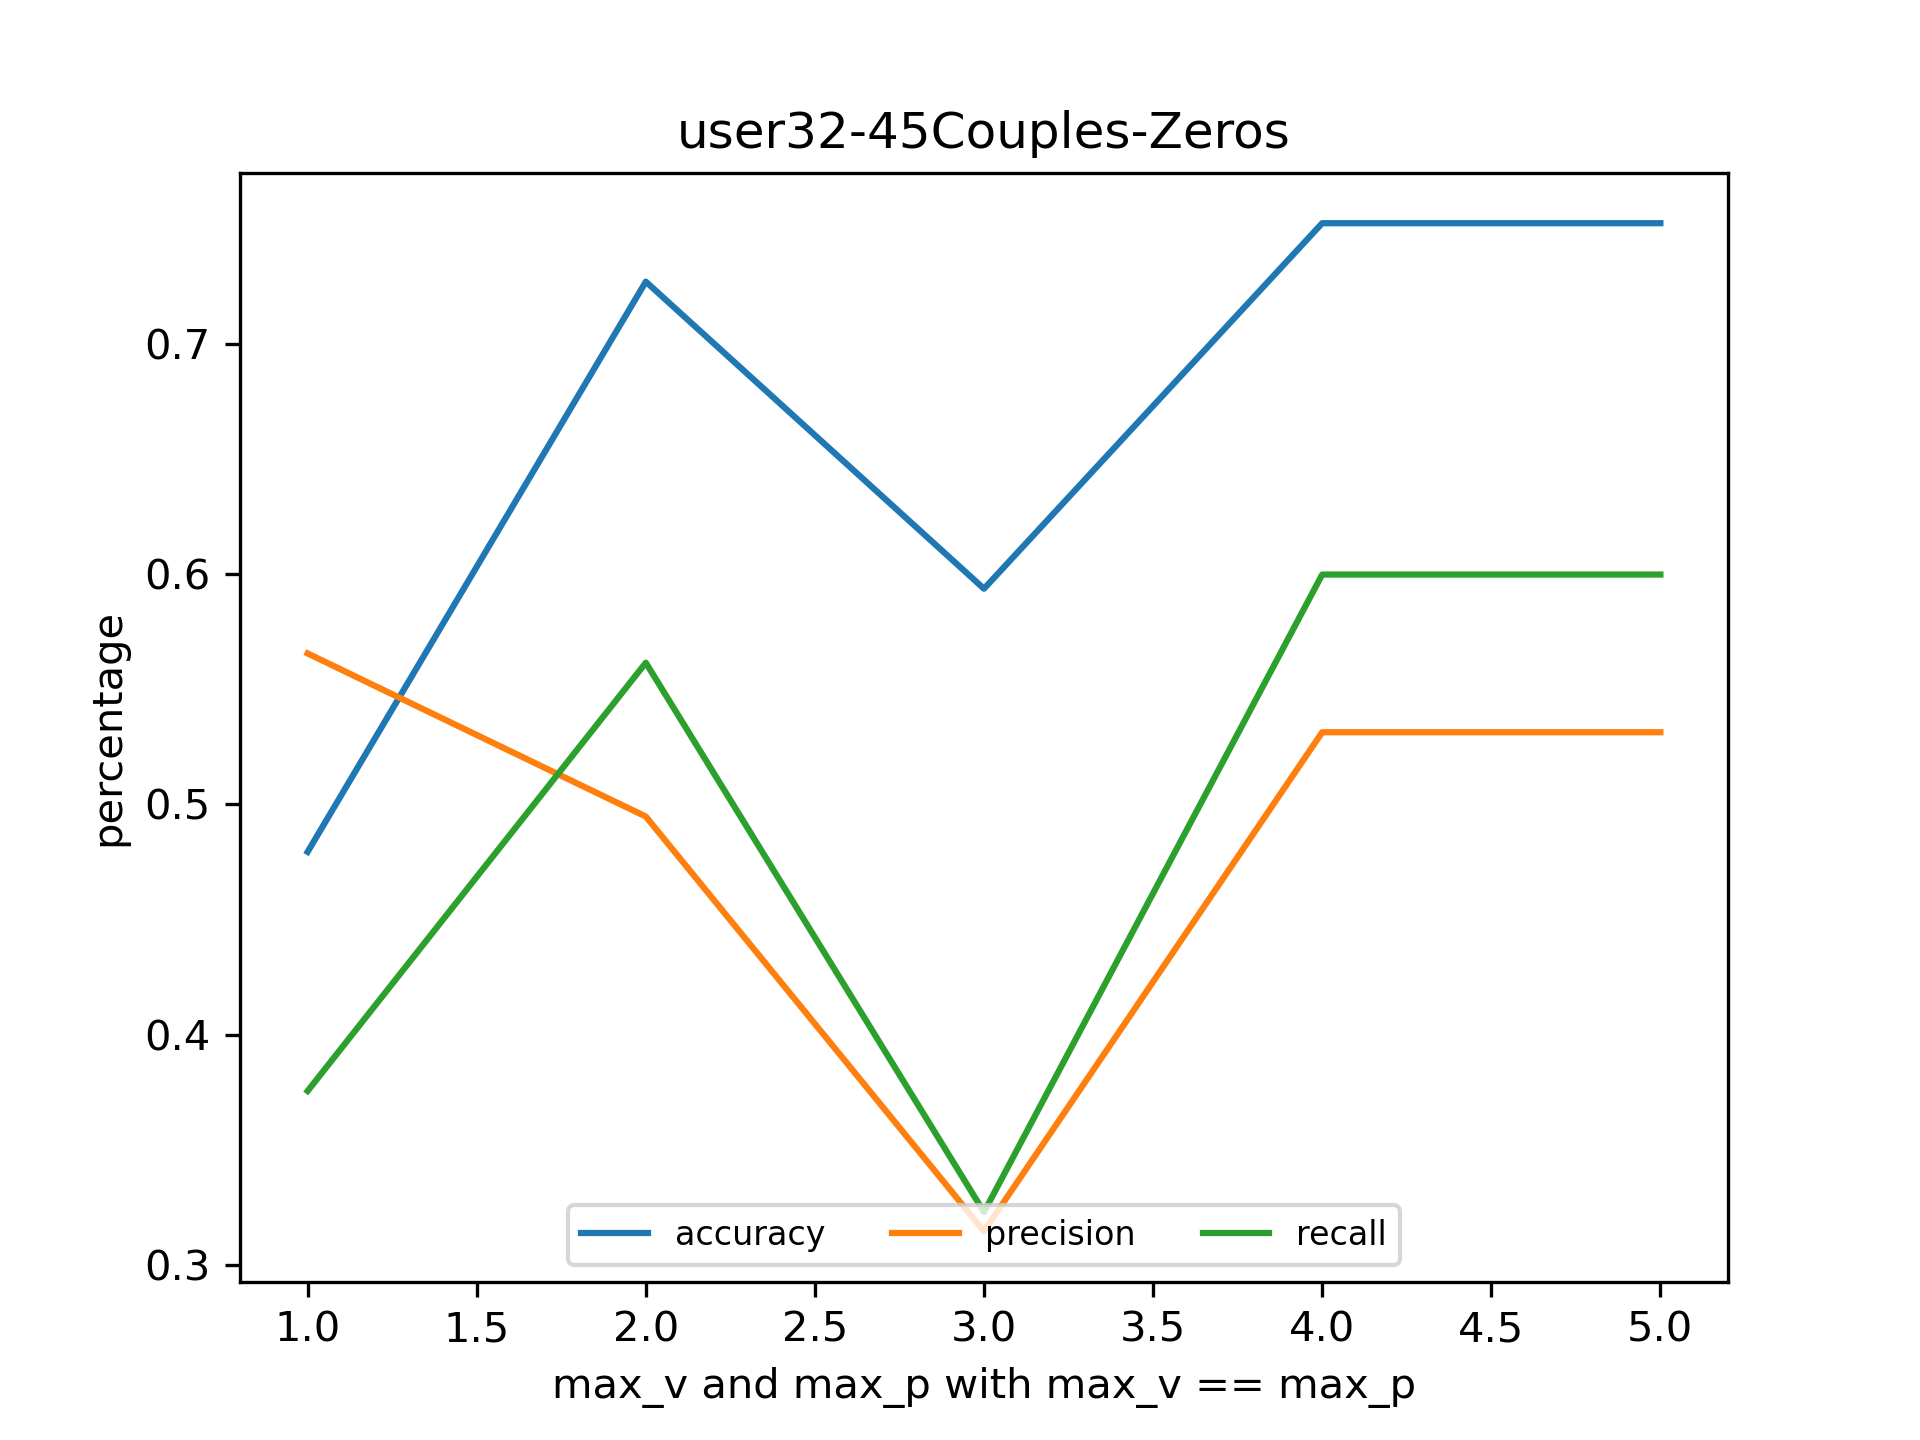 user32-45Couples-Zeros
percentage
0.7
0.6
0.5
0.4
0.3
accuracy precision recall
1.0 1.5 2.0 2.5 3.0 3.5 4.0 4.5 5.0
max_v and max_p with max_v == max_p